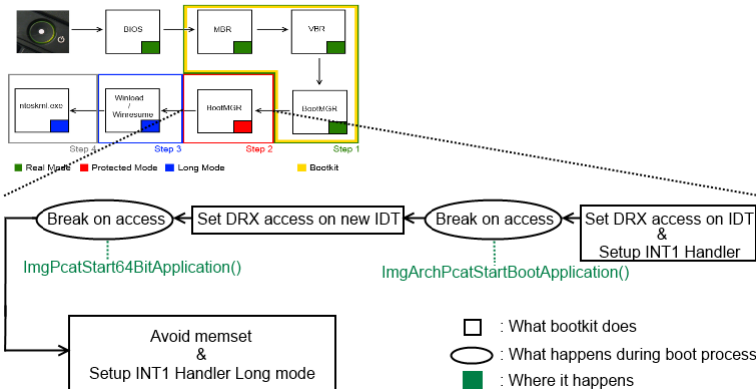 BIOS
MBR
VBR
ntoskrnl.exe
Winload
/
Winresume
BootMGR
BootMGR
Step 4
Step 3
Step 2
Step 1
Real Mode
Protected Mode
Long Mode
Bootkit
Break on access
Set DRX access on new IDT
Break on access
Set DRX access on IDT
&
Setup INT1 Handler
ImgPcatStart64BitApplication()
ImgArchPcatStartBootApplication()
Avoid memset
&
Setup INT1 Handler Long mode
: What bootkit does
: What happens during boot process
: Where it happens